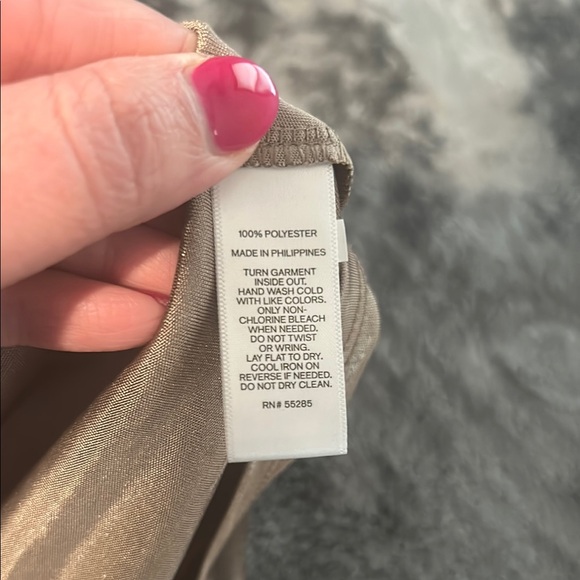 100% POLYESTER
MADE IN PHILIPPINES
TURN GARMENT
INSIDE OUT.
HAND WASH COLD
WITH LIKE COLORS.
ONLY NON-
CHLORINE BLEACH
WHEN NEEDED.
DO NOT TWIST
OR WRING.
LAY FLAT TO DRY.
COOL IRON ON
REVERSE IF NEEDED.
DO NOT DRY CLEAN.
RN# 55285